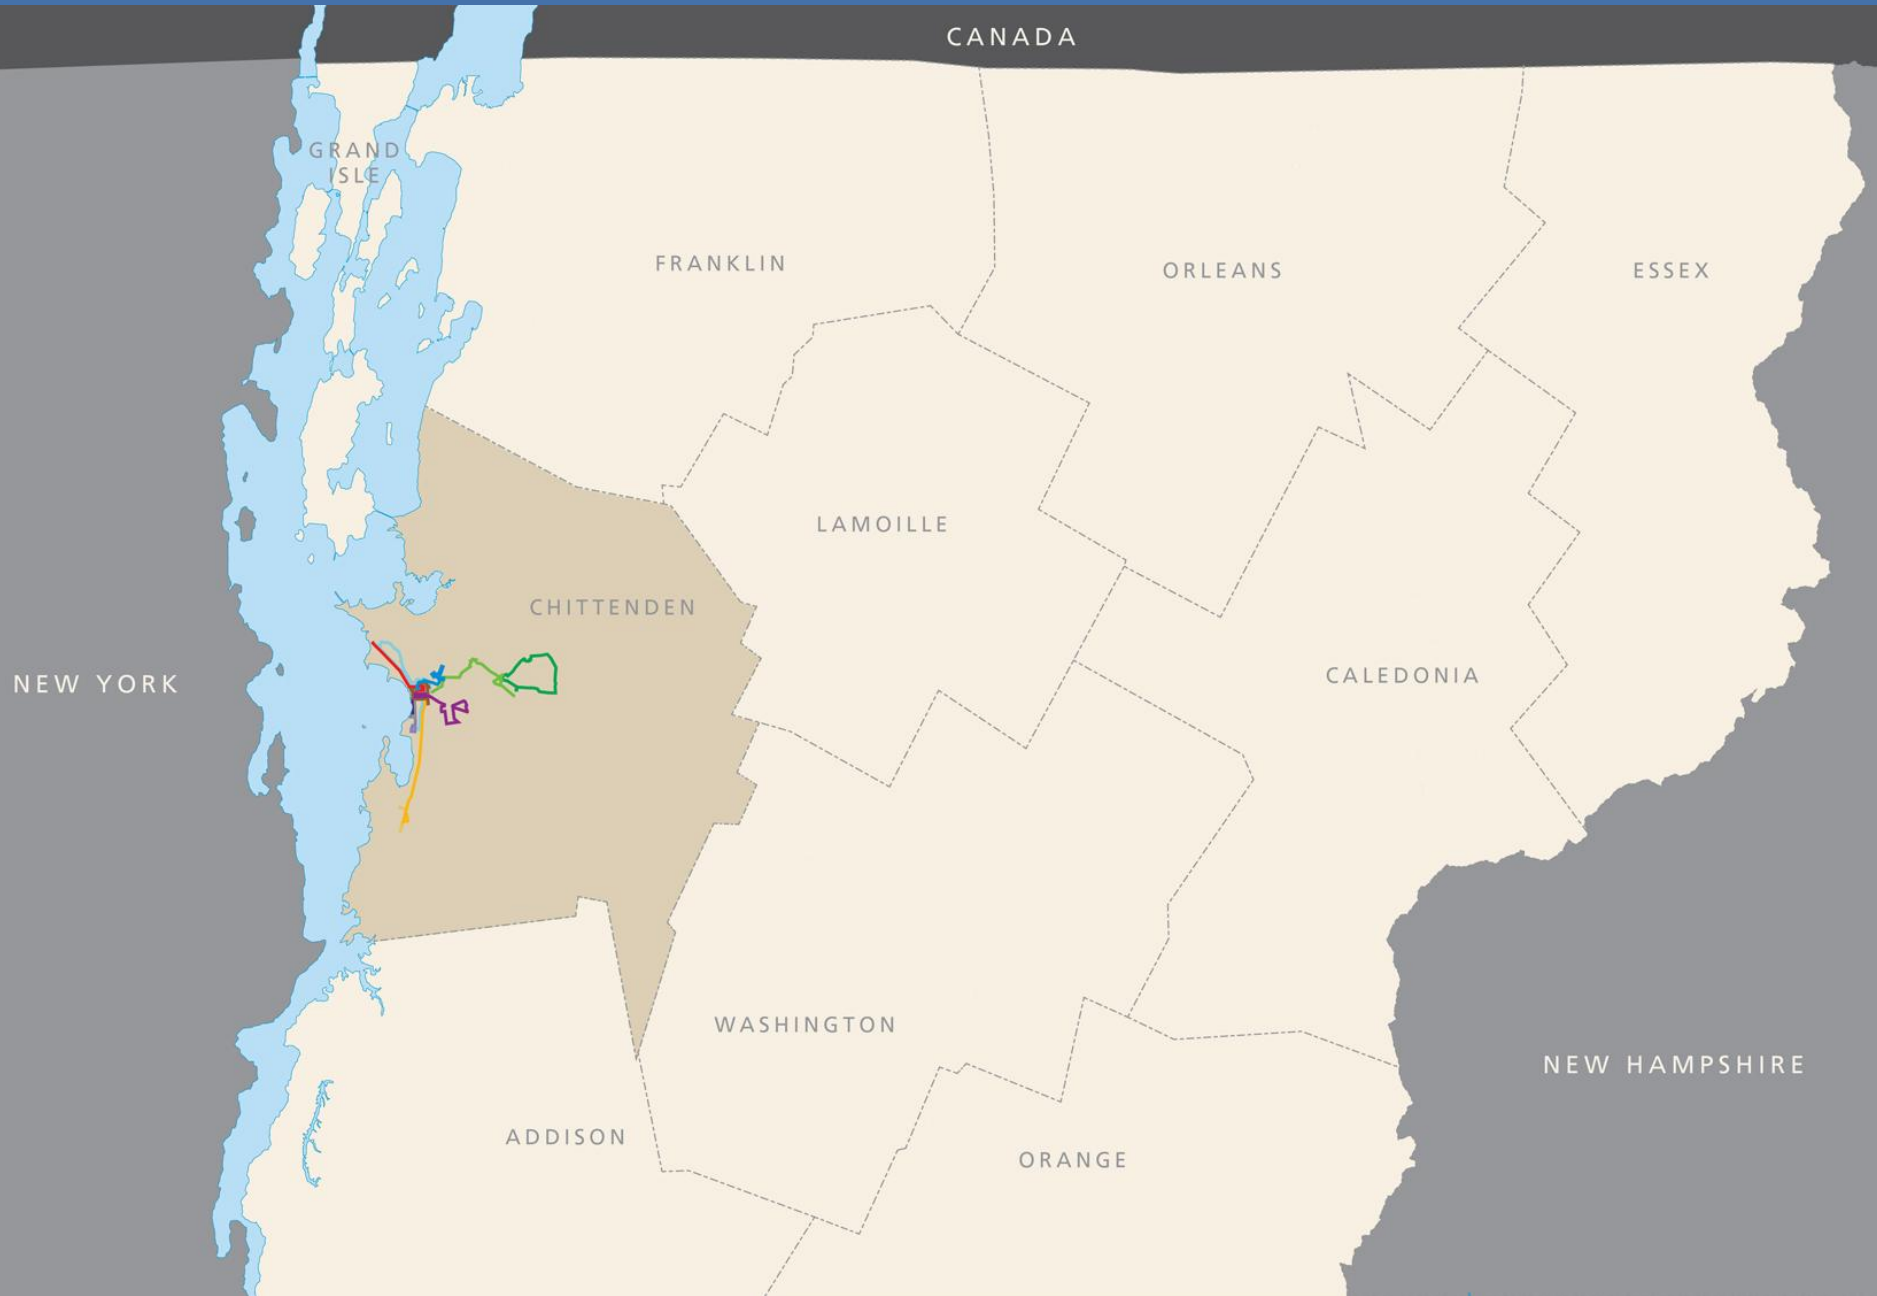 CANADA
GRAND
ISLE
FRANKLIN
ORLEANS
ESSEX
LAMOILLE
CHITTENDEN
NEW YORK
CALEDONIA
WASHINGTON
NEW HAMPSHIRE
ADDISON
ORANGE